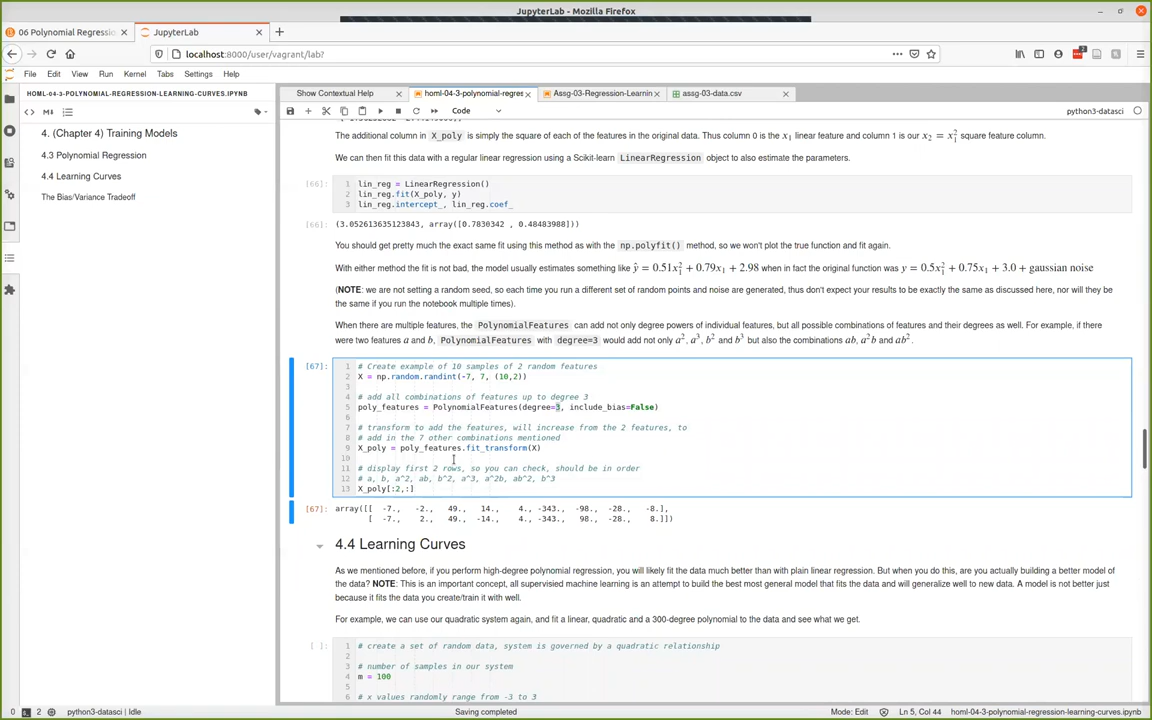 JupyterLab - Mozilla Firefox
06 Polynomial Regressio
JupyterLab
localhost:8000/user/vagrant/lab?
File Edit View Run Kernel Tabs Settings Help
HOML-04-3-POLYNOMIAL-REGRESSION-LEARNING-CURVES.IPYNB
4. (Chapter 4) Training Models
4.3 Polynomial Regression
4.4 Learning Curves
The Bias/Variance Tradeoff
Show Contextual Help
homl-04-3-polynomial-regres
Assg-03-Regression-Learnin
assg-03-data.csv
Code
python3-datasci
The additional column in X_poly is simply the square of each of the features in the original data. Thus column 0 is the x₁ linear feature and column 1 is our x₂ = x₁² square feature column.
We can then fit this data with a regular linear regression using a Scikit-learn LinearRegression object to also estimate the parameters.
[66]
1 lin_reg = LinearRegression()
2 lin_reg.fit(X_poly, y)
3 lin_reg.intercept_, lin_reg.coef_
[66] (3.052613635123843, array([0.7830342 , 0.48483988]))
You should get pretty much the exact same fit using this method as with the np.polyfit() method, so we won't plot the true function and fit again.
With either method the fit is not bad, the model usually estimates something like ŷ = 0.51x₁² + 0.79x₁ + 2.98 when in fact the original function was y = 0.5x₁² + 0.75x₁ + 3.0 + gaussian noise
(NOTE: we are not setting a random seed, so each time you run a different set of random points and noise are generated, thus don't expect your results to be exactly the same as discussed here, nor will they be
the same if you run the notebook multiple times).
When there are multiple features, the PolynomialFeatures can add not only degree powers of individual features, but all possible combinations of features and their degrees as well. For example, if there
were two features a and b, PolynomialFeatures with degree=3 would add not only a², a³, b² and b³ but also the combinations ab, a²b and ab².
[67]:
1 # Create example of 10 samples of 2 random features
2 X = np.random.randint(-7, 7, (10,2))
3
4 # add all combinations of features up to degree 3
5 poly_features = PolynomialFeatures(degree=3, include_bias=False)
6
7 # transform to add the features, will increase from the 2 features, to
8 # add in the 7 other combinations mentioned
9 X_poly = poly_features.fit_transform(X)
10
11 # display first 2 rows, so you can check, should be in order
12 # a, b, a^2, ab, b^2, a^3, a^2b, ab^2, b^3
13 X_poly[:2,:]
[67]: array([[ -7., -2., 49., 14., 4., -343., -98., -28., -8.],
[ -7., 2., 49., -14., 4., -343., 98., -28., 8.]])
4.4 Learning Curves
As we mentioned before, if you perform high-degree polynomial regression, you will likely fit the data much better than with plain linear regression. But when you do this, are you actually building a better model of
the data? NOTE: This is an important concept, all supervisied machine learning is an attempt to build the best most general model that fits the data and will generalize well to new data. A model is not better just
because it fits the data you create/train it with well.
For example, we can use our quadratic system again, and fit a linear, quadratic and a 300-degree polynomial to the data and see what we get.
[ ]:
1 # create a set of random data, system is governed by a quadratic relationship
2
3 # number of samples in our system
4 m = 100
5
6 # x values randomly range from -3 to 3
0
2
python3-datasci | Idle
Saving completed
Mode: Edit
Ln 5, Col 44
homl-04-3-polynomial-regression-learning-curves.ipynb